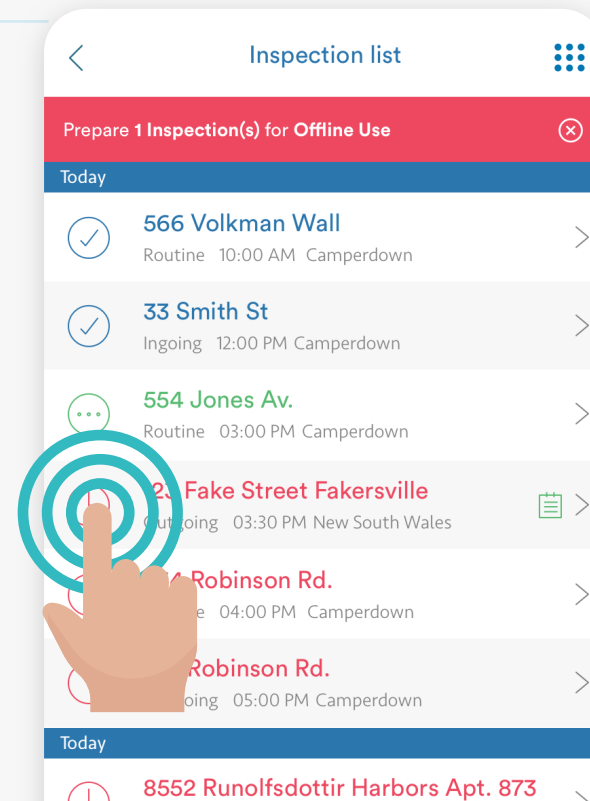 Inspection list
Prepare 1 Inspection(s) for Offline Use
Today
566 Volkman Wall
Routine 10:00 AM Camperdown
33 Smith St
Ingoing 12:00 PM Camperdown
554 Jones Av.
Routine 03:00 PM Camperdown
Fake Street Fakersville
03:30 PM New South Wales
Robinson Rd.
04:00 PM Camperdown
Robinson Rd.
05:00 PM Camperdown
Today
8552 Runolfsdottir Harbors Apt. 873